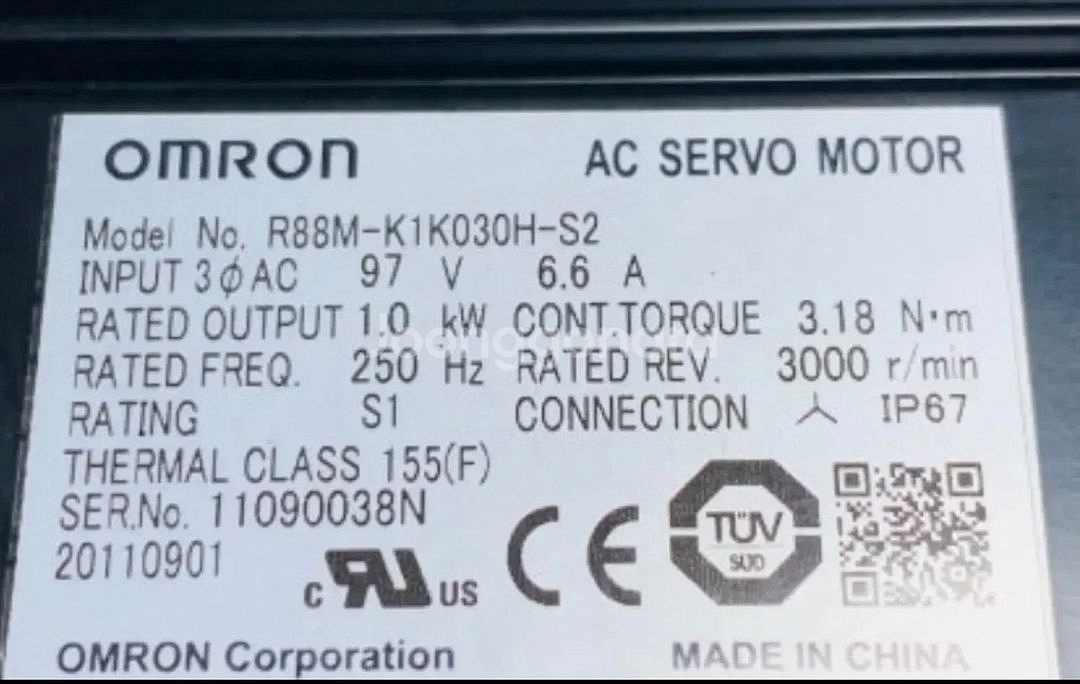 OMRON AC SERVO MOTOR
Model No. R88M-K1K030H-S2
INPUT 3ϕAC 97 V 6.6 A
RATED OUTPUT 1.0 kW CONT.TORQUE 3.18 N·m
RATED FREQ. 250 Hz RATED REV. 3000 r/min
RATING S1 CONNECTION IP67
THERMAL CLASS 155(F)
SER.No. 11090038N
20110901
c RU US CE TÜV SÜD
OMRON Corporation MADE IN CHINA